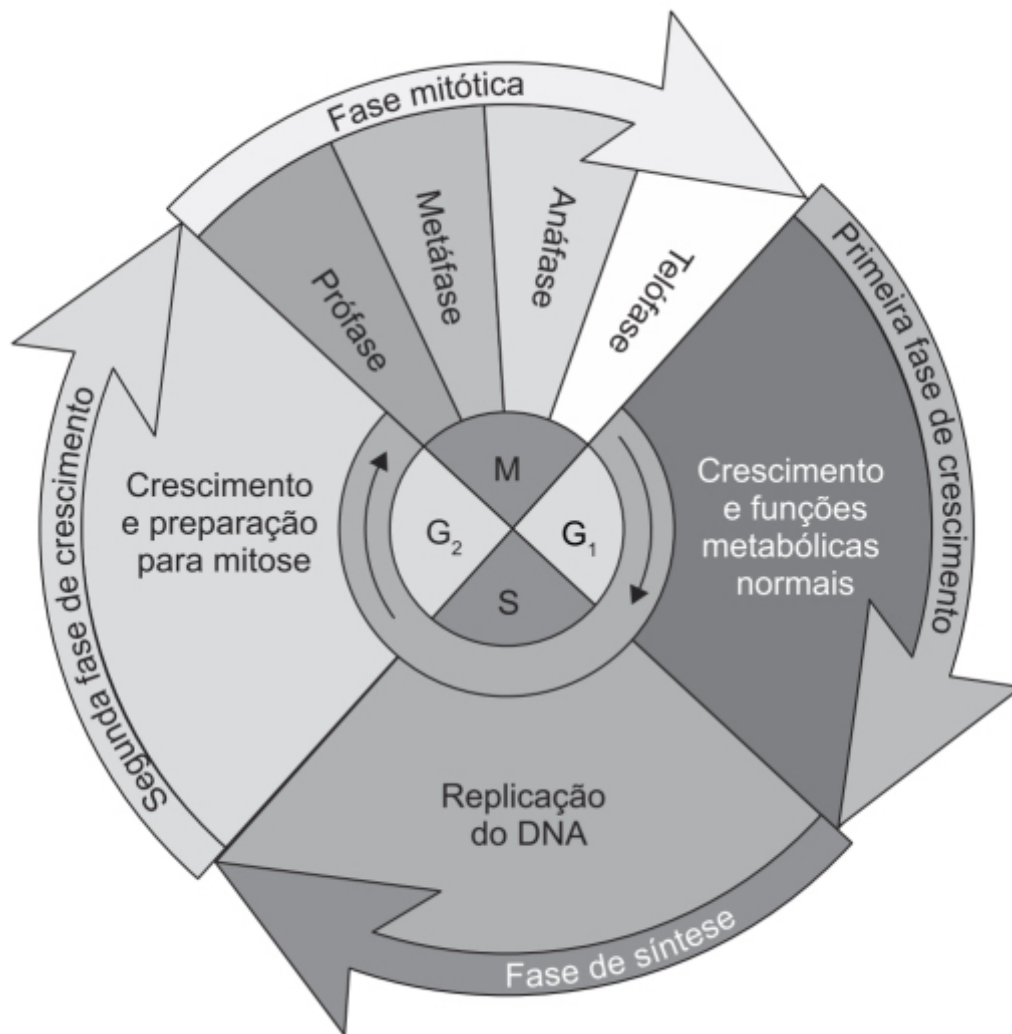 Fase mitótica
Prófase
Metáfase
Anáfase
Telófase
Primeira fase de crescimento
Segunda fase de crescimento
Crescimento
e preparação
para mitose
M
G₂
G₁
S
Crescimento
e funções
metabólicas
normais
Replicação
do DNA
Fase de síntese